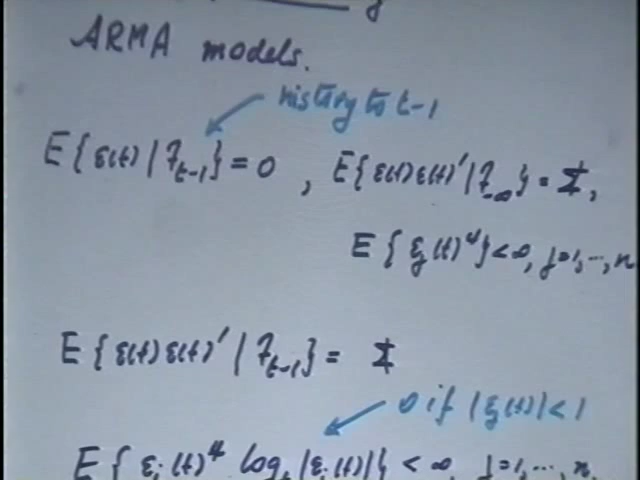 ARMA models.
history to t-1
E{ε(t) | F_{t-1}} = 0 , E{ε(t)ε(t)' | F_{-∞}} = Σ,
E{ε_j(t)^4} < ∞, j=1,...,n
E{ε(t)ε(t)' | F_{t-1}} = Σ
0 if |ε_j(t)| < 1
E{ε_j(t)^4 log_+ |ε_j(t)|} < ∞, j=1,...,n.